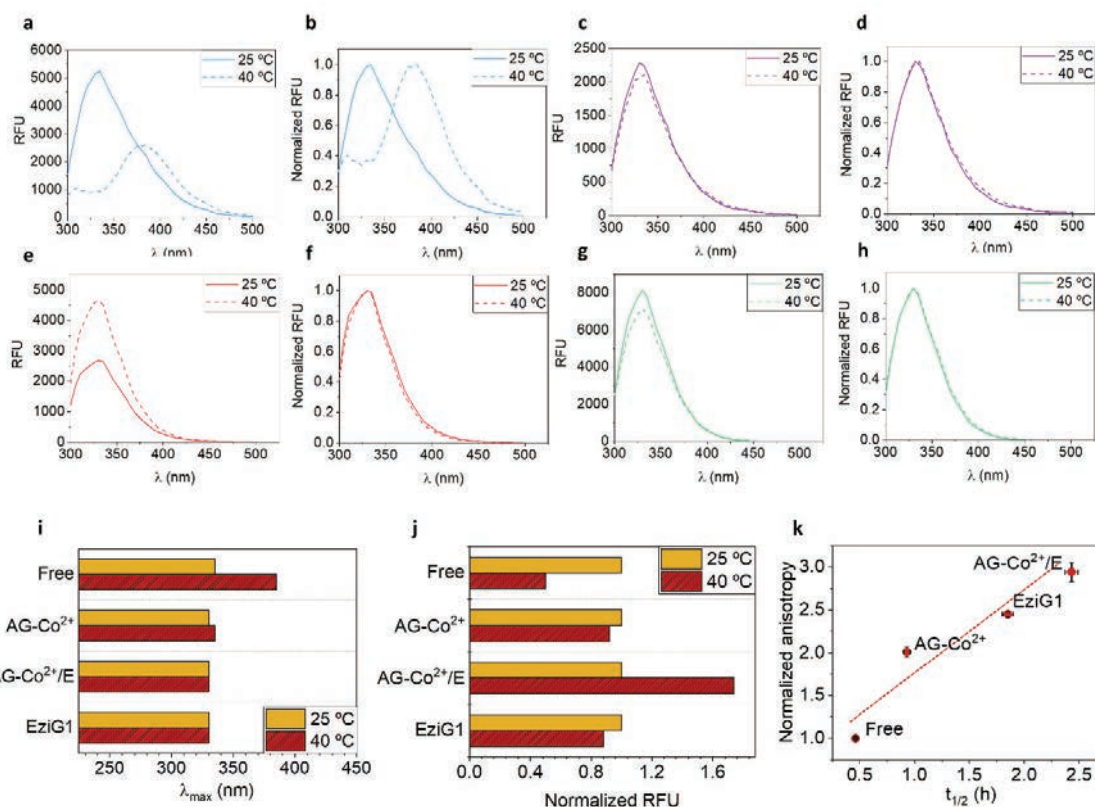 a
25 ºC
40 ºC
RFU
6000
5000
4000
3000
2000
1000
0
300 350 400 450 500
λ (nm)
b
25 ºC
40 ºC
Normalized RFU
1.0
0.8
0.6
0.4
0.2
0.0
300 350 400 450 500
λ (nm)
c
25 ºC
40 ºC
RFU
2500
2000
1500
1000
500
0
300 350 400 450 500
λ (nm)
d
25 ºC
40 ºC
Normalized RFU
1.0
0.8
0.6
0.4
0.2
0.0
300 350 400 450 500
λ (nm)
e
25 ºC
40 ºC
RFU
5000
4000
3000
2000
1000
0
300 350 400 450 500
λ (nm)
f
25 ºC
40 ºC
Normalized RFU
1.0
0.8
0.6
0.4
0.2
0.0
300 350 400 450 500
λ (nm)
g
25 ºC
40 ºC
RFU
8000
6000
4000
2000
0
300 350 400 450 500
λ (nm)
h
25 ºC
40 ºC
Normalized RFU
1.0
0.8
0.6
0.4
0.2
0.0
300 350 400 450 500
λ (nm)
i
Free
AG-Co²⁺
AG-Co²⁺/E
EziG1
25 ºC
40 ºC
250 300 350 400 450
λmax (nm)
j
25 ºC
40 ºC
Free
AG-Co²⁺
AG-Co²⁺/E
EziG1
0.0 0.4 0.8 1.2 1.6
Normalized RFU
k
Normalized anisotropy
3.0
2.5
2.0
1.5
1.0
AG-Co²⁺/E
EziG1
AG-Co²⁺
Free
0.5 1.0 1.5 2.0 2.5
t1/2 (h)